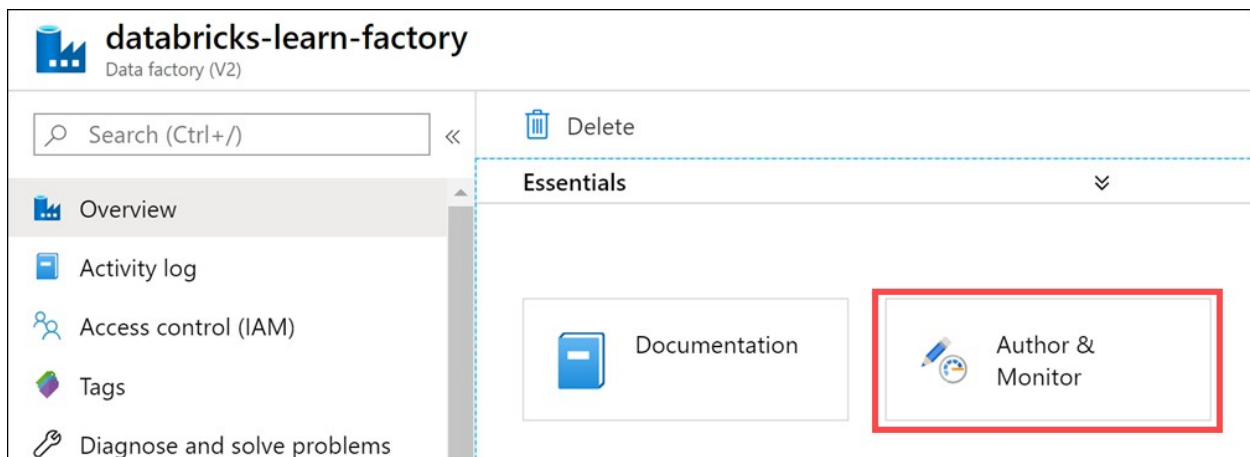 databricks-learn-factory
Data factory (V2)
Search (Ctrl+/)
«
Delete
Essentials
Overview
Activity log
Access control (IAM)
Tags
Diagnose and solve problems
Documentation
Author &
Monitor